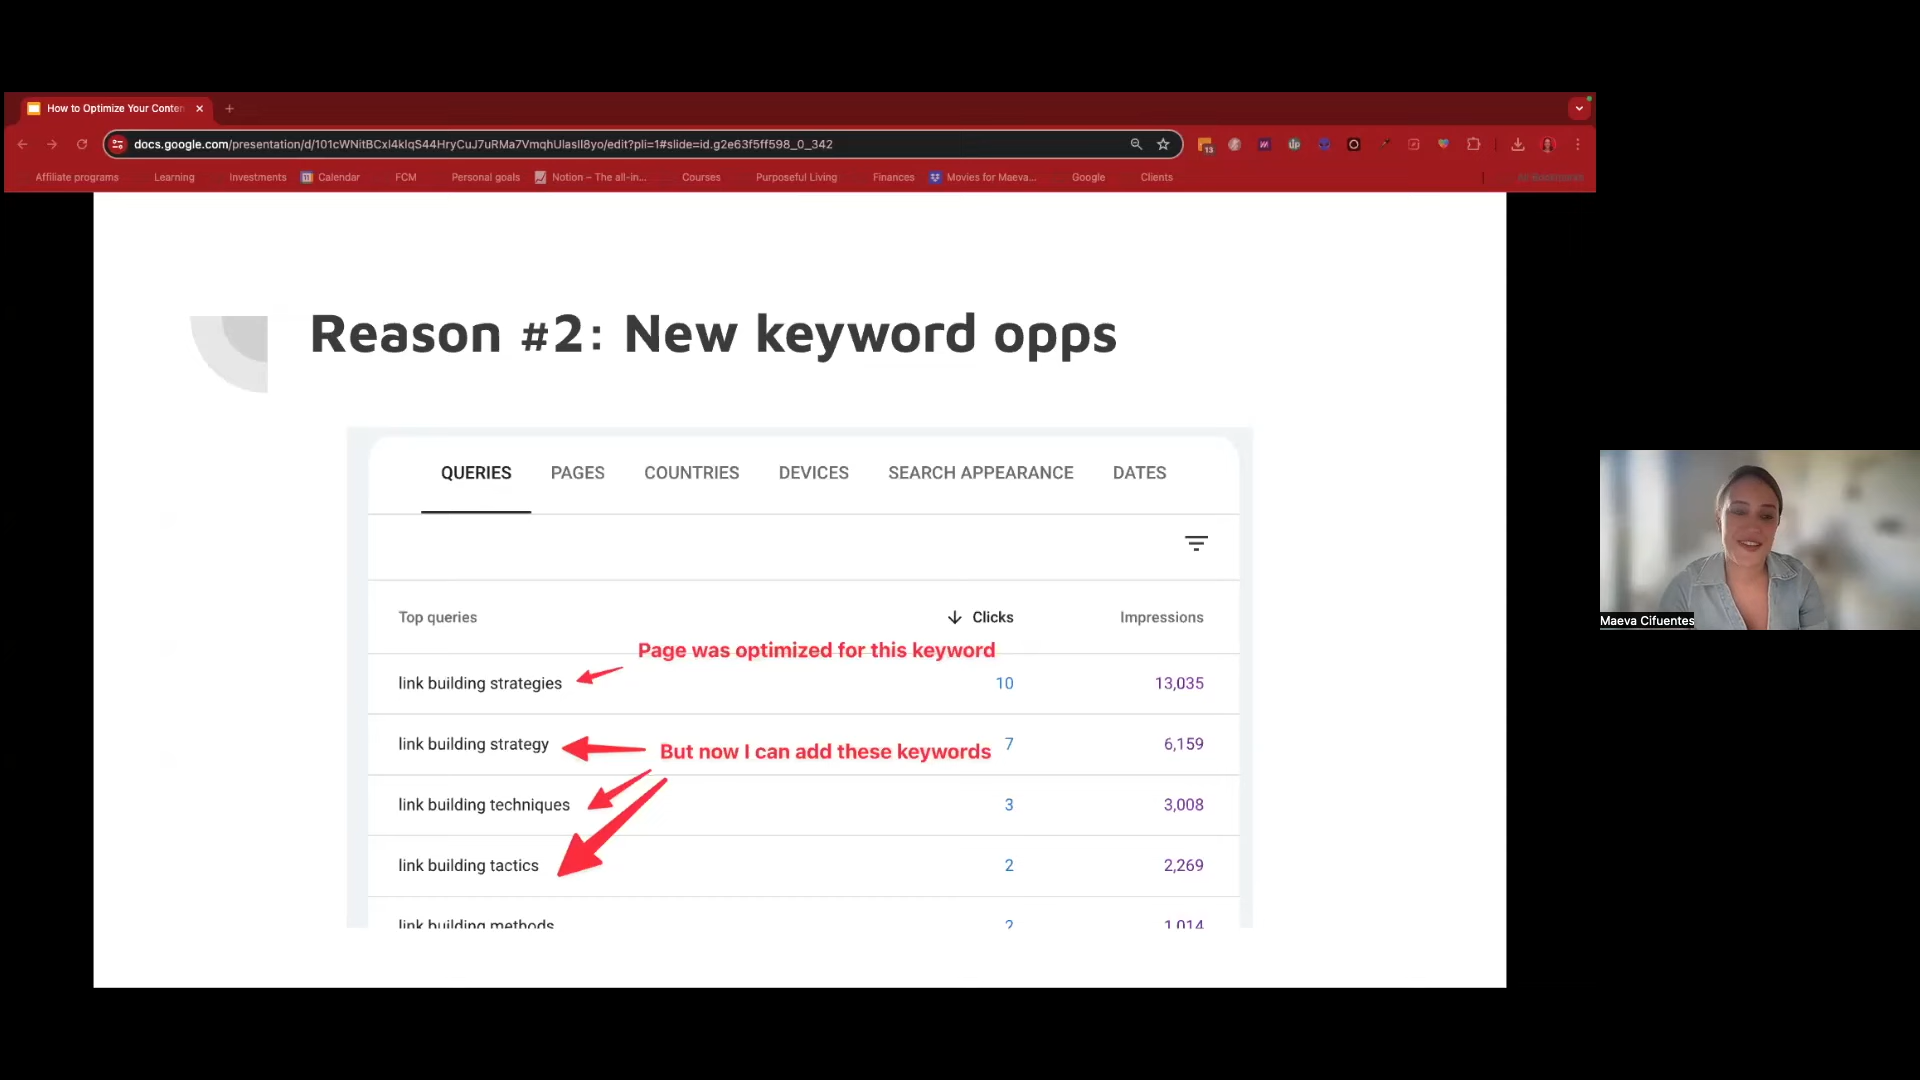 How to Optimize Your Conten
docs.google.com/presentation/d/101cWNitBCxI4kIqS44HryCuJ7uRMa7VmqhUIasII8yo/edit?pli=1#slide=id.g2e63f5ff598_0_342
13
Affiliate programs Learning Investments Calendar FCM Personal goals Notion – The all-in... Courses Purposeful Living Finances Movies for Maeva... Google Clients All Bookmarks
Reason #2: New keyword opps
QUERIES PAGES COUNTRIES DEVICES SEARCH APPEARANCE DATES
Top queries Clicks Impressions
Page was optimized for this keyword
link building strategies 10 13,035
link building strategy But now I can add these keywords 7 6,159
link building techniques 3 3,008
link building tactics 2 2,269
link building methods 2 1,014
Maeva Cifuentes